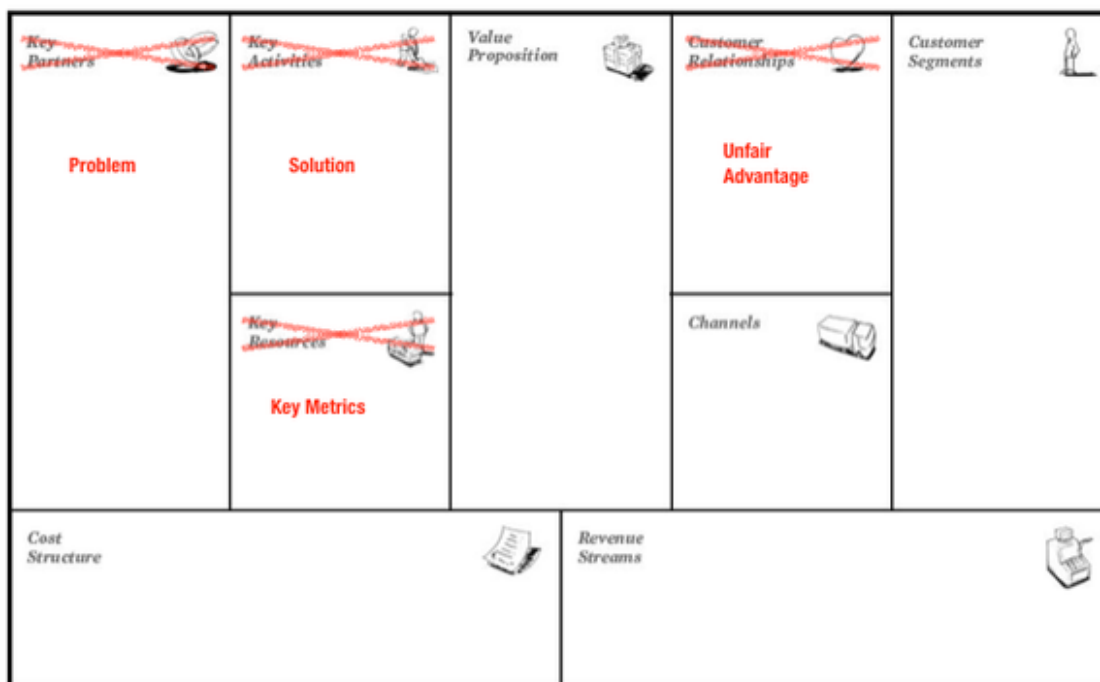 Key
Partners
Problem
Key
Activities
Solution
Key
Resources
Key Metrics
Value
Proposition
Customer
Relationships
Unfair
Advantage
Channels
Customer
Segments
Cost
Structure
Revenue
Streams